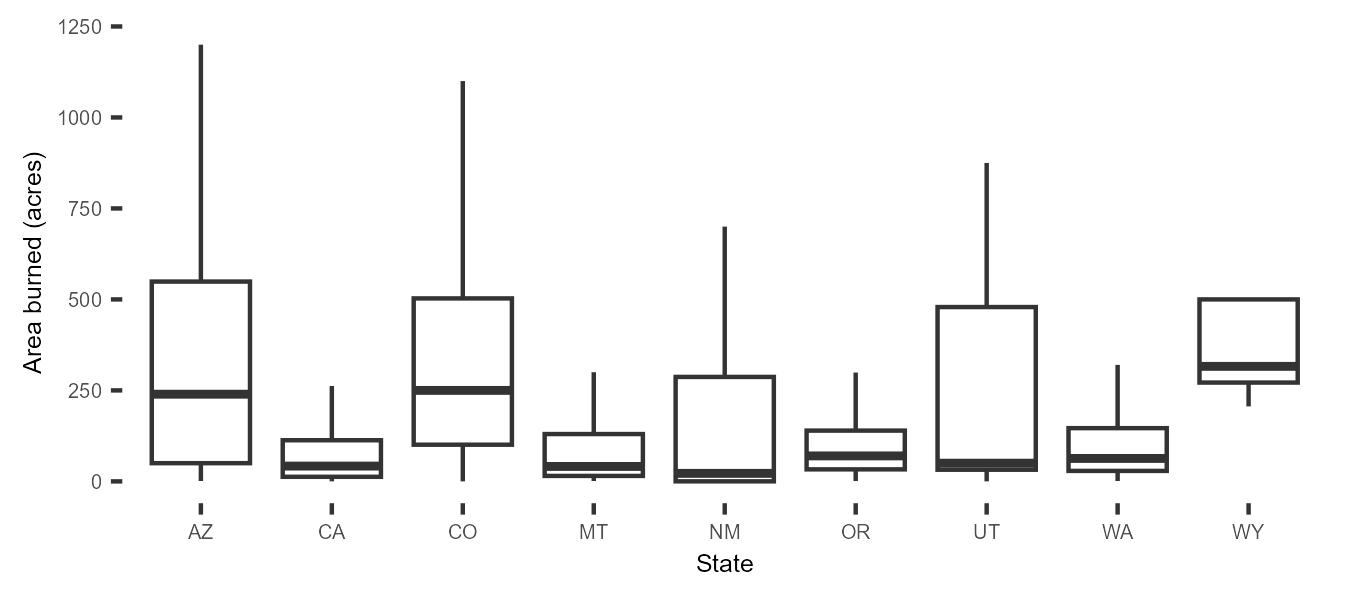 Area burned (acres)
1250
1000
750
500
250
0
AZ CA CO MT NM OR UT WA WY
State